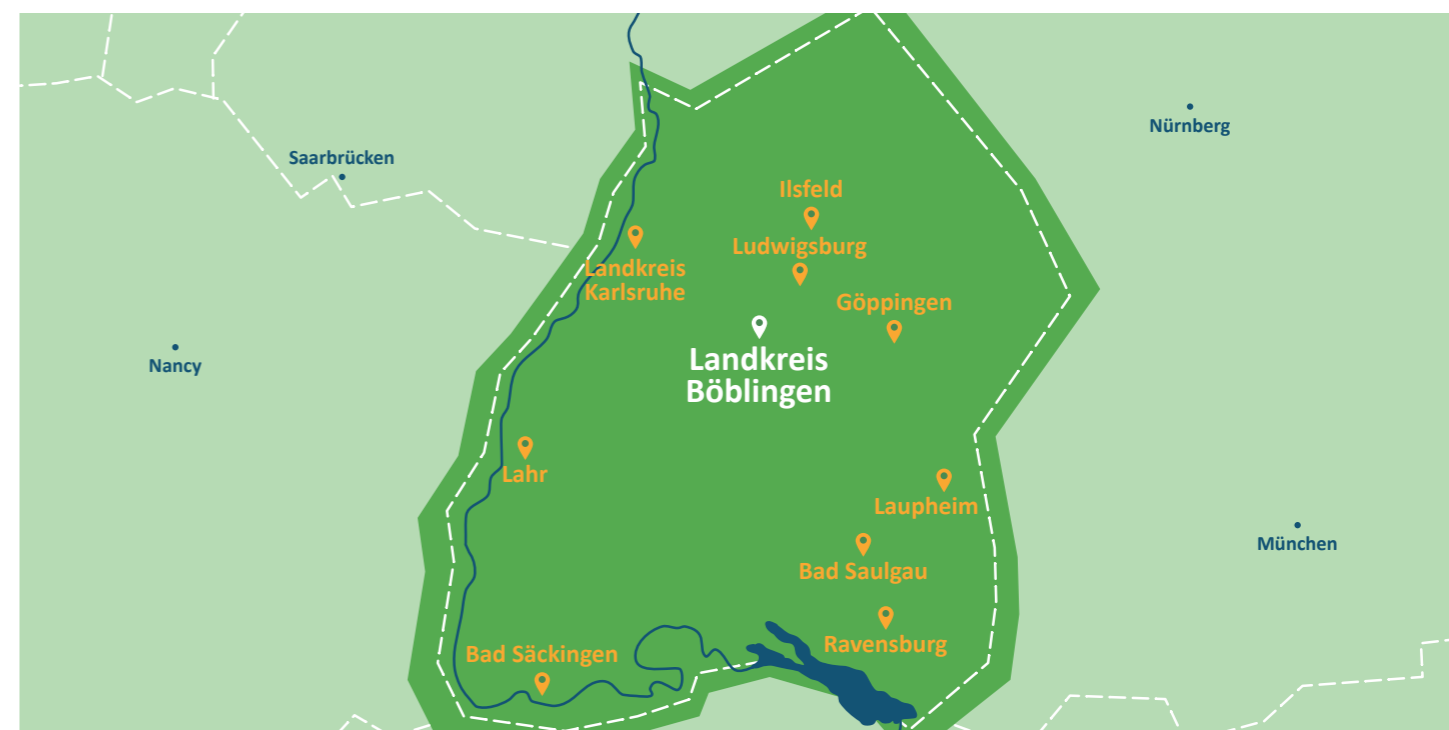 Nürnberg
Saarbrücken
Ilsfeld
Ludwigsburg
Landkreis
Karlsruhe
Göppingen
Landkreis
Böblingen
Nancy
Lahr
Laupheim
München
Bad Saulgau
Ravensburg
Bad Säckingen